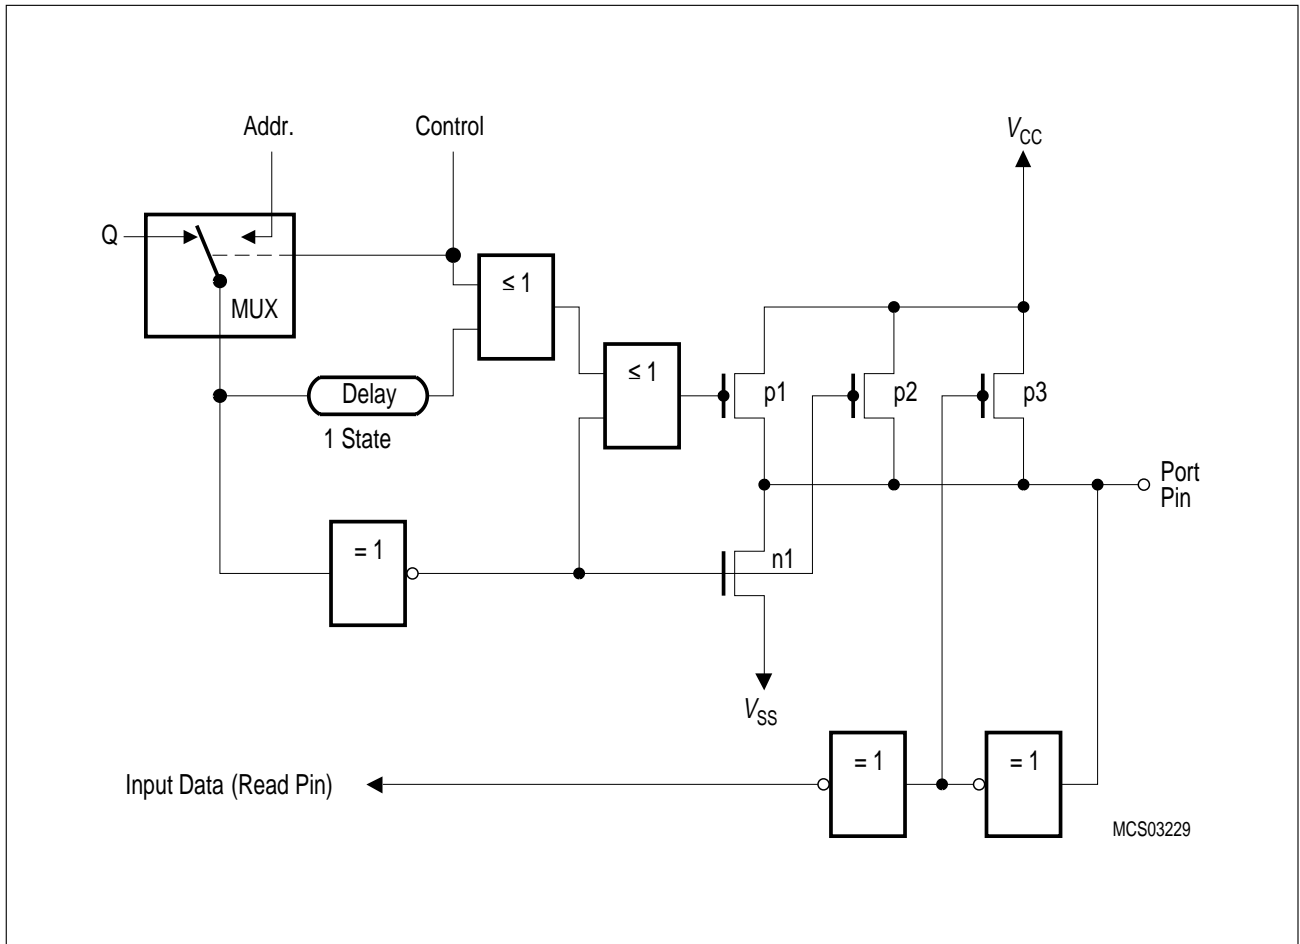 Addr.
Control
VCC
Q
MUX
≤ 1
≤ 1
Delay
1 State
p1
p2
p3
Port
Pin
= 1
n1
VSS
= 1
= 1
Input Data (Read Pin)
MCS03229